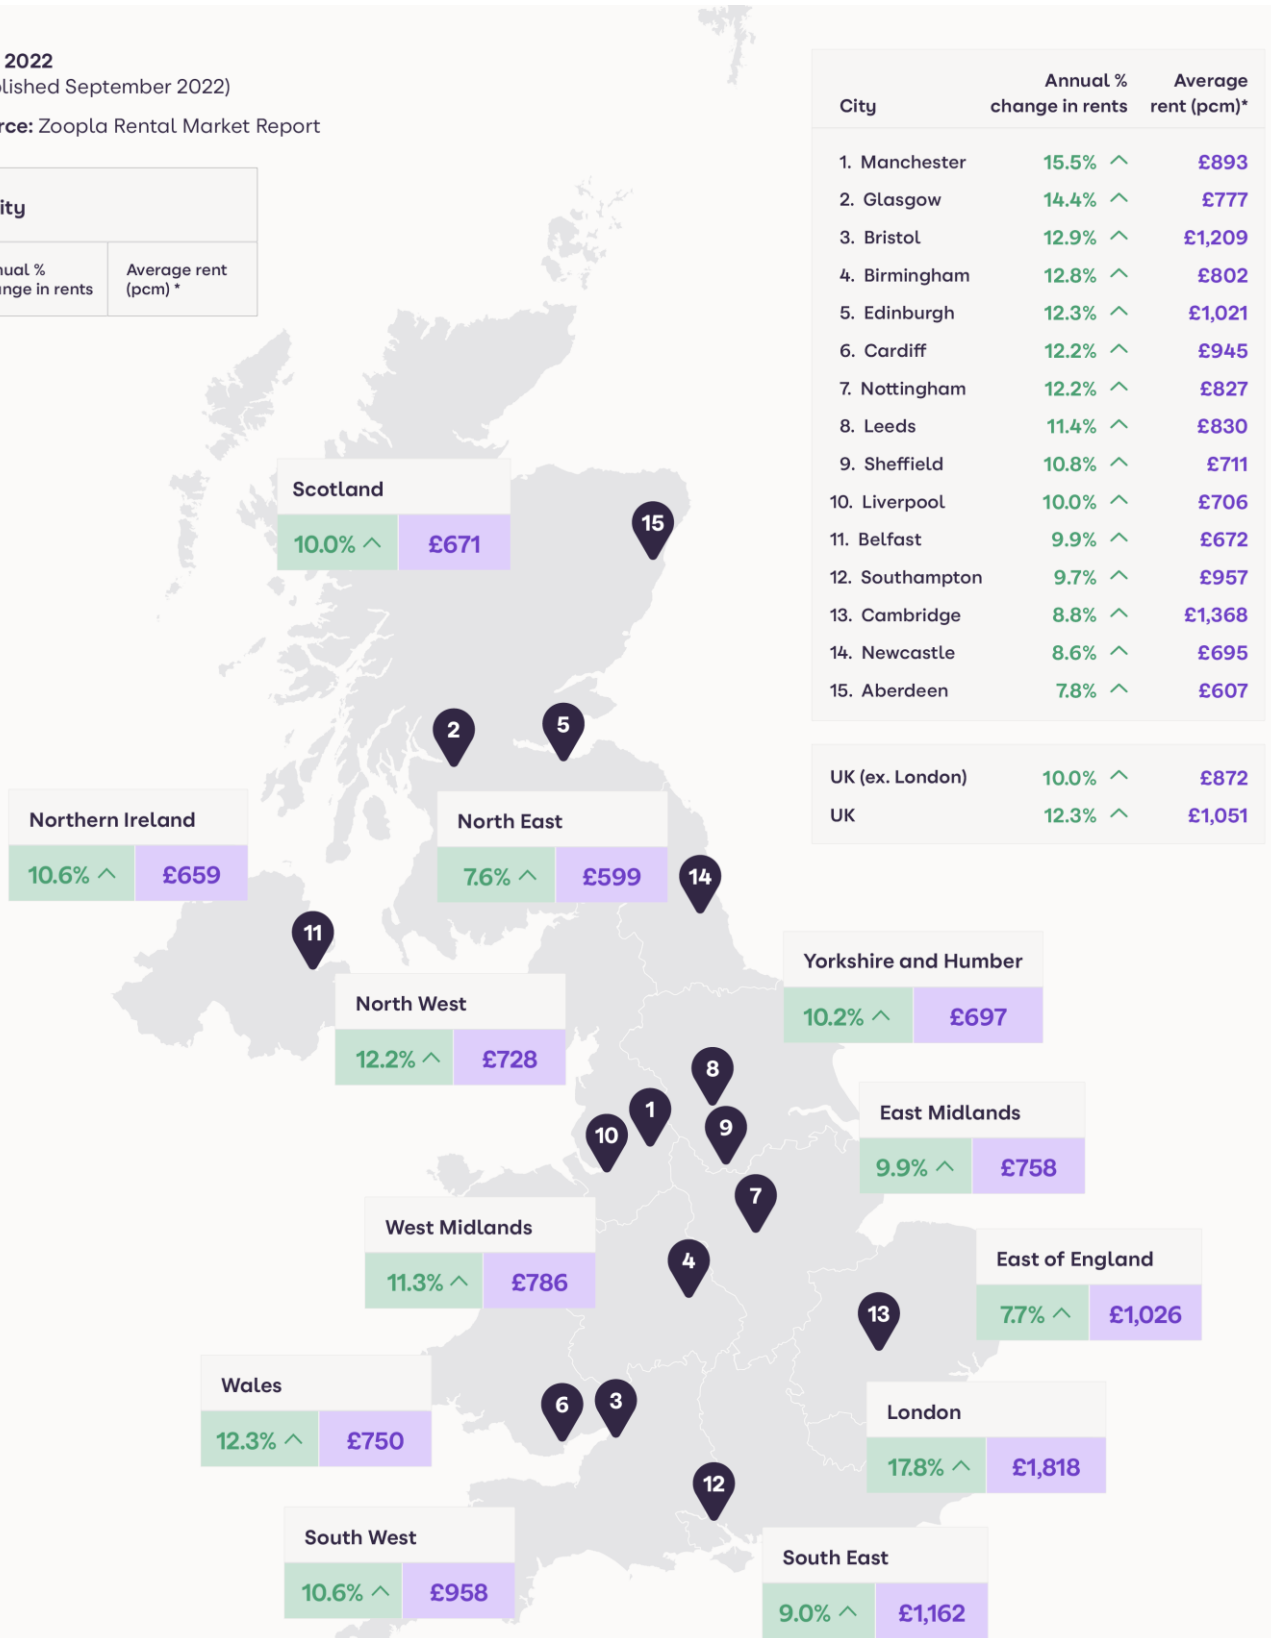 2022
lished September 2022)
rce: Zoopla Rental Market Report
ity
nual %
nge in rents
Average rent
(pcm) *
City
Annual %
change in rents
Average
rent (pcm)*
1. Manchester 15.5% £893
2. Glasgow 14.4% £777
3. Bristol 12.9% £1,209
4. Birmingham 12.8% £802
5. Edinburgh 12.3% £1,021
6. Cardiff 12.2% £945
7. Nottingham 12.2% £827
8. Leeds 11.4% £830
9. Sheffield 10.8% £711
10. Liverpool 10.0% £706
11. Belfast 9.9% £672
12. Southampton 9.7% £957
13. Cambridge 8.8% £1,368
14. Newcastle 8.6% £695
15. Aberdeen 7.8% £607
UK (ex. London) 10.0% £872
UK 12.3% £1,051
Scotland
10.0% £671
15
2
5
Northern Ireland
10.6% £659
North East
7.6% £599
14
11
Yorkshire and Humber
10.2% £697
North West
12.2% £728
8
1
10
9
East Midlands
9.9% £758
7
West Midlands
11.3% £786
4
East of England
7.7% £1,026
13
Wales
12.3% £750
6
3
London
17.8% £1,818
12
South West
10.6% £958
South East
9.0% £1,162